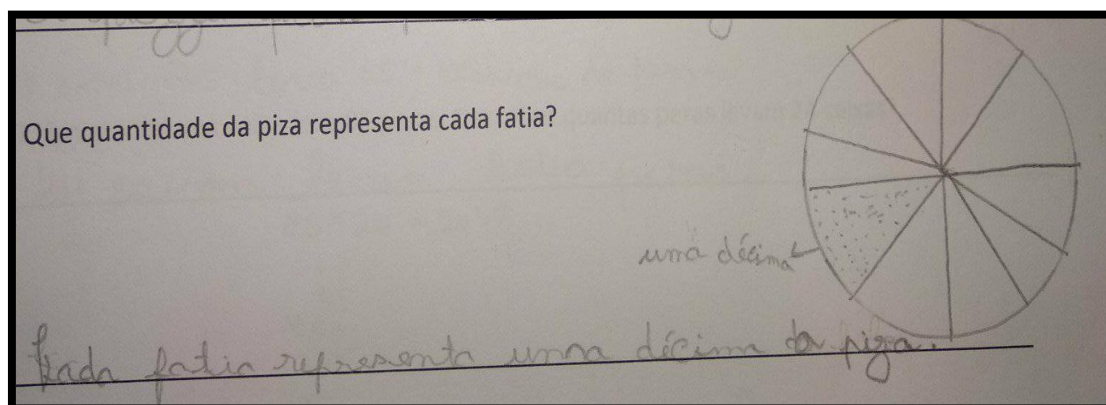 Que quantidade da piza representa cada fatia?
uma décima
Cada fatia representa uma décima da piza.